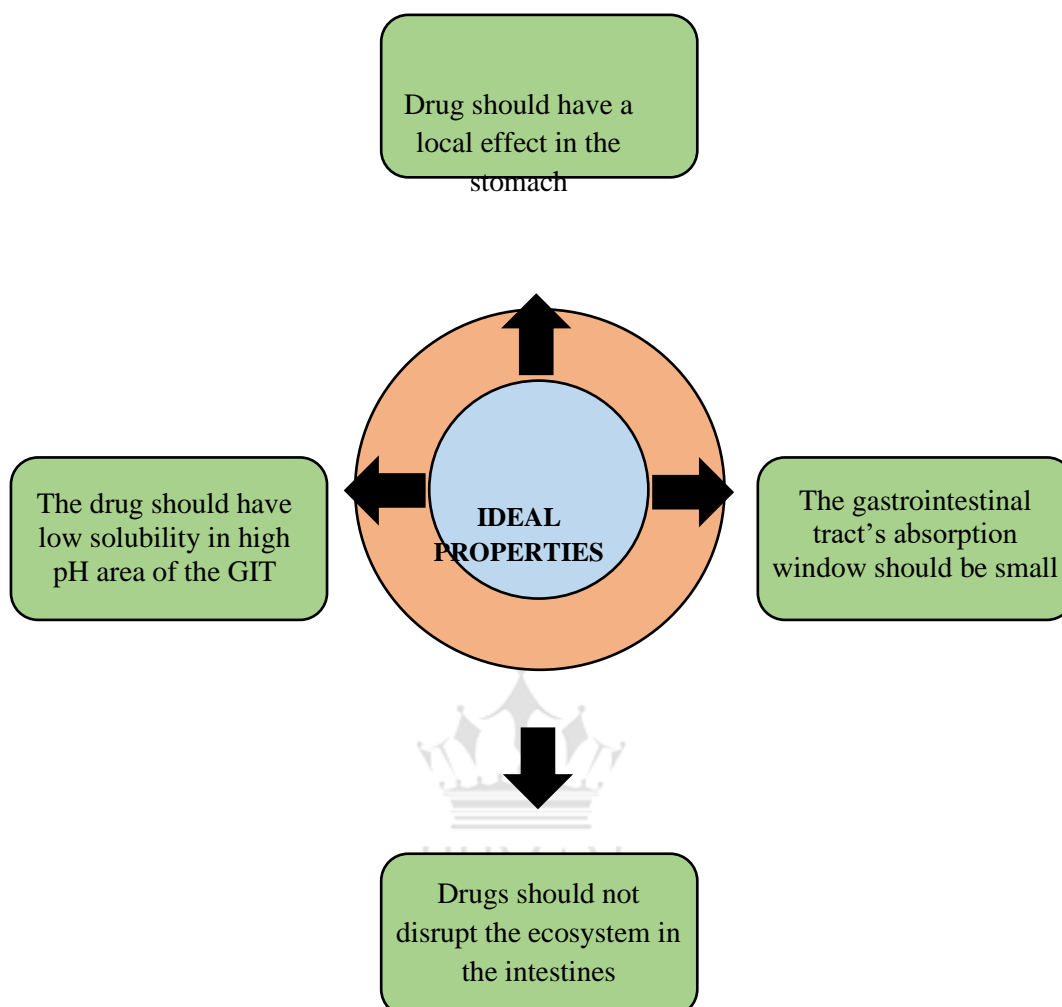 Drug should have a
local effect in the
stomach
The drug should have
low solubility in high
pH area of the GIT
IDEAL
PROPERTIES
The gastrointestinal
tract’s absorption
window should be small
HUMAN
Drugs should not
disrupt the ecosystem in
the intestines